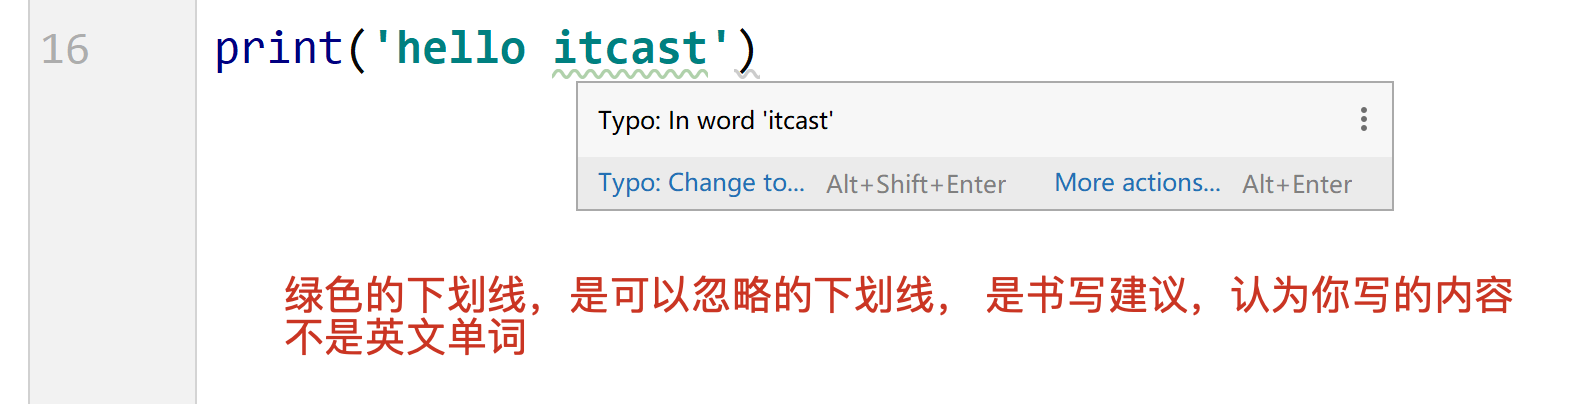 16 print('hello itcast')
Typo: In word 'itcast'
Typo: Change to... Alt+Shift+Enter More actions... Alt+Enter
绿色的下划线，是可以忽略的下划线， 是书写建议，认为你写的内容
不是英文单词